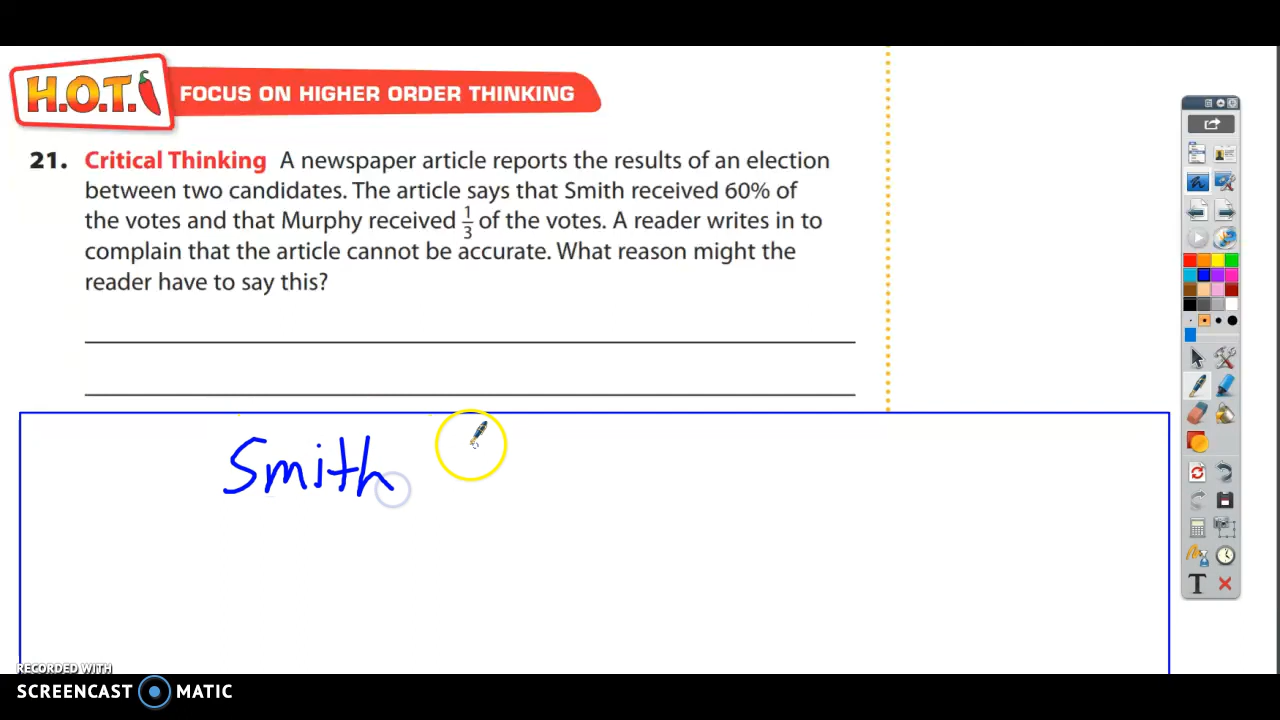 H.O.T.
FOCUS ON HIGHER ORDER THINKING
21. Critical Thinking A newspaper article reports the results of an election
between two candidates. The article says that Smith received 60% of
the votes and that Murphy received 1/3 of the votes. A reader writes in to
complain that the article cannot be accurate. What reason might the
reader have to say this?
Smith
T
RECORDED WITH
SCREENCAST MATIC